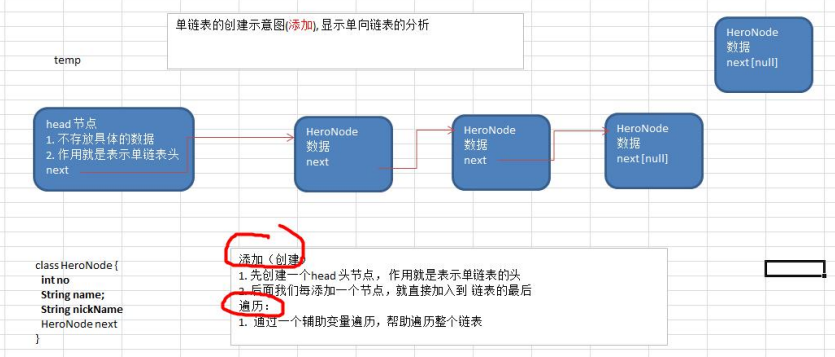 单链表的创建示意图(添加), 显示单向链表的分析
temp
HeroNode
数据
next [null]
head 节点
1. 不存放具体的数据
2. 作用就是表示单链表头
next
HeroNode
数据
next
HeroNode
数据
next
HeroNode
数据
next [null]
class HeroNode {
int no
String name;
String nickName
HeroNode next
}
添加（创建）
1. 先创建一个head 头节点， 作用就是表示单链表的头
2. 后面我们每添加一个节点，就直接加入到 链表的最后
遍历：
1. 通过一个辅助变量遍历，帮助遍历整个链表